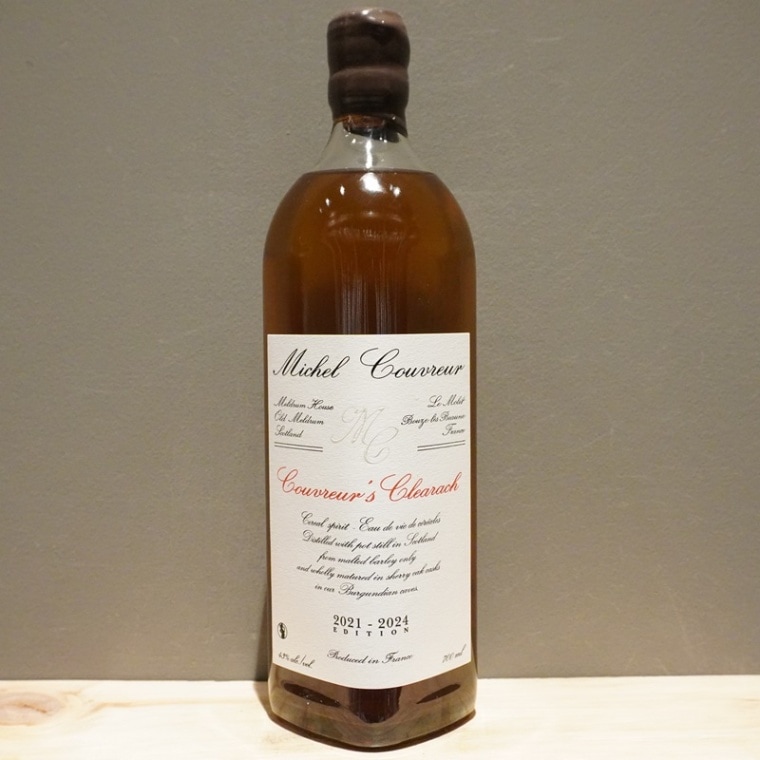 Michel Couvreur
Meldrum House
Old Meldrum
Scotland
Le Molet
Bouze-lès-Beaune
France
MC
Couvreur's Clearach
Cereal spirit - Eau de vie de céréales
Distilled with pot still in Scotland
from malted barley only
and wholly matured in sherry oak casks
in our Burgundian caves.
2021 - 2024
EDITION
Produced in France
700 ml